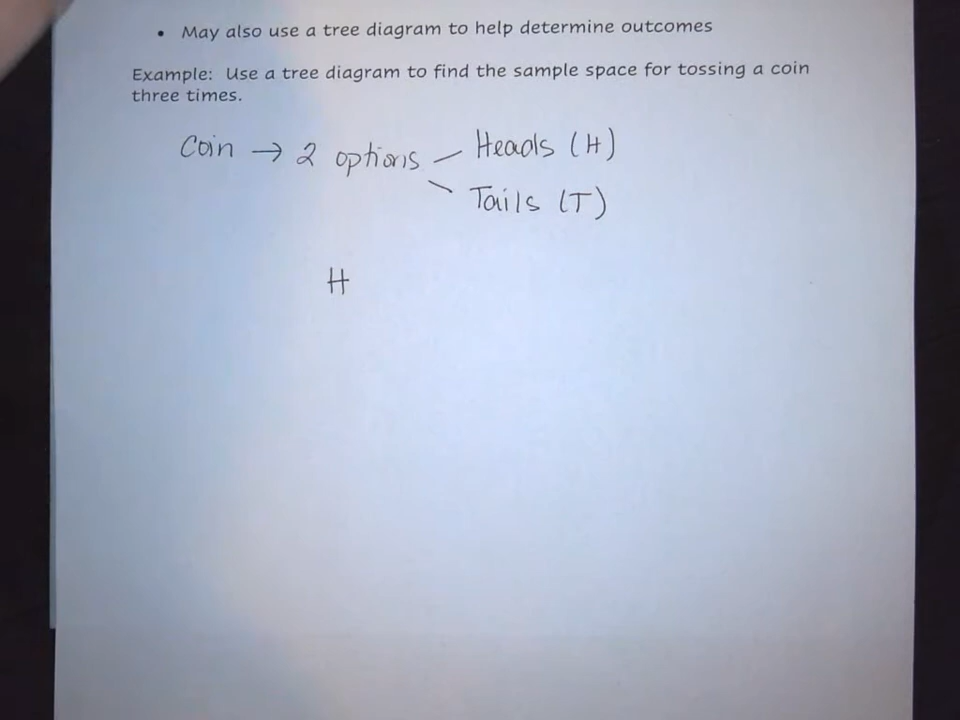 • May also use a tree diagram to help determine outcomes
Example: Use a tree diagram to find the sample space for tossing a coin
three times.
Coin → 2 options — Heads (H)
Tails (T)
H